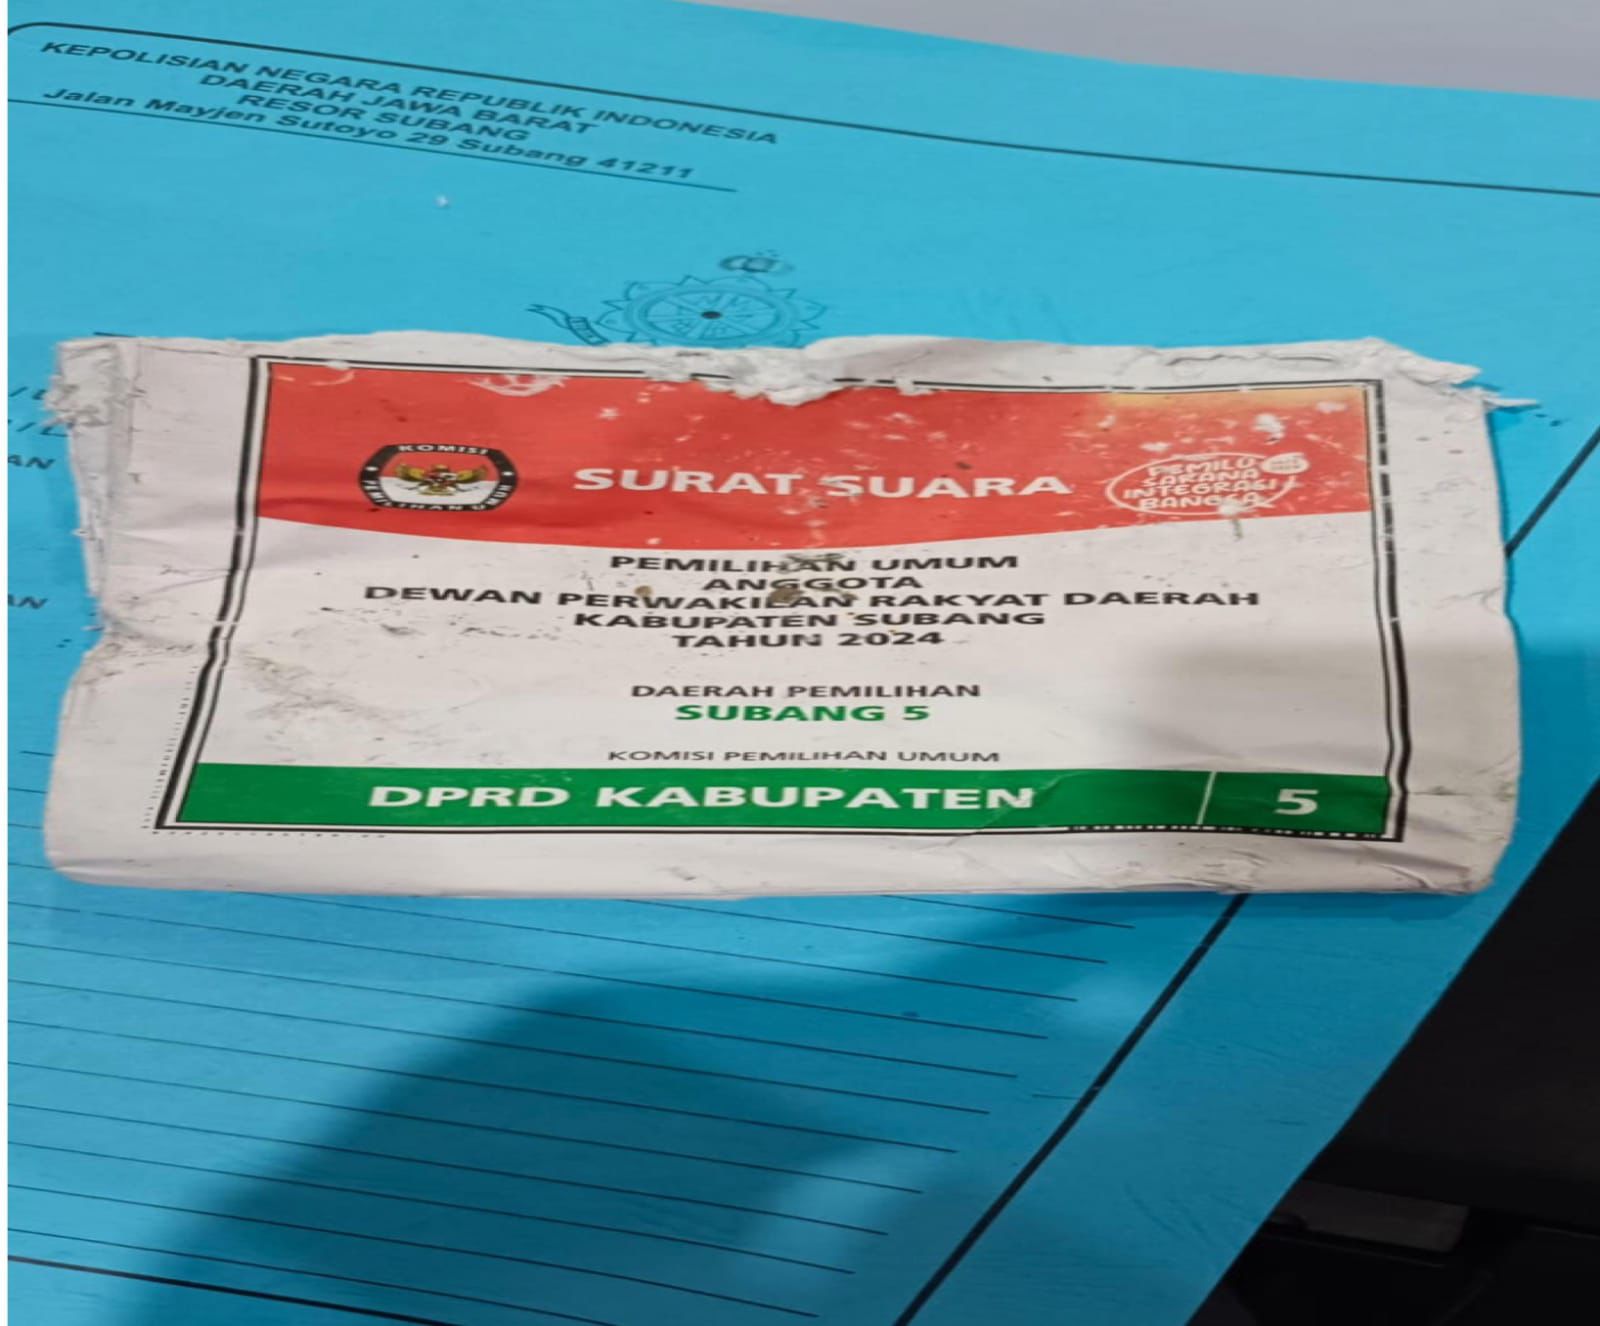 KEPOLISIAN NEGARA REPUBLIK INDONESIA
DAERAH JAWA BARAT
RESOR SUBANG
Jalan Mayjen Sutoyo 29 Subang 41211
KOMISI
PEMILIHAN UMUM
SURAT SUARA
PEMILU
SARANA
INTEGRASI
BANGSA
PEMILIHAN UMUM
ANGGOTA
DEWAN PERWAKILAN RAKYAT DAERAH
KABUPATEN SUBANG
TAHUN 2024
DAERAH PEMILIHAN
SUBANG 5
KOMISI PEMILIHAN UMUM
DPRD KABUPATEN
5